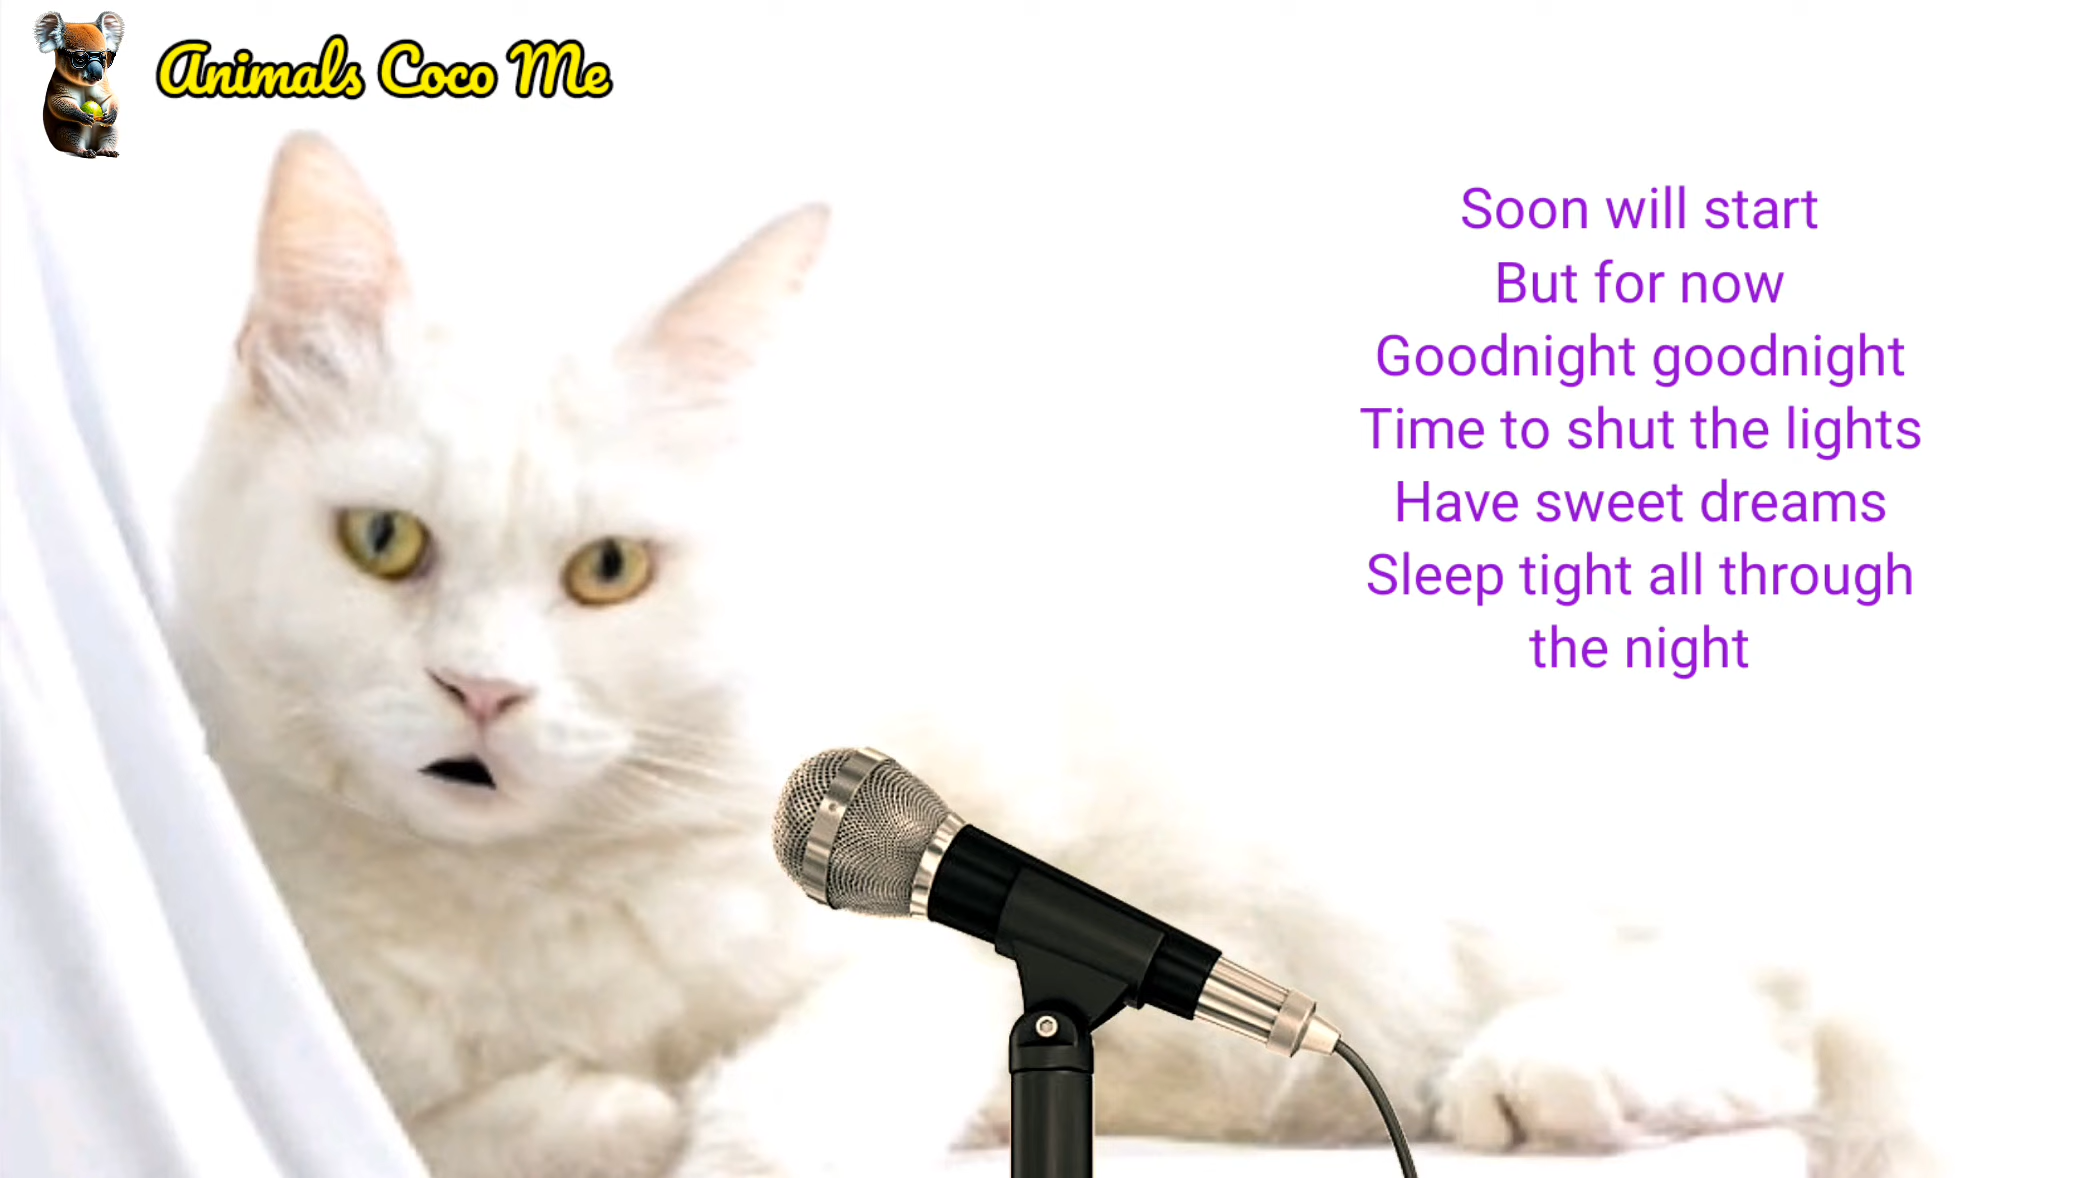 Animals Coco Me
Soon will start
But for now
Goodnight goodnight
Time to shut the lights
Have sweet dreams
Sleep tight all through
the night